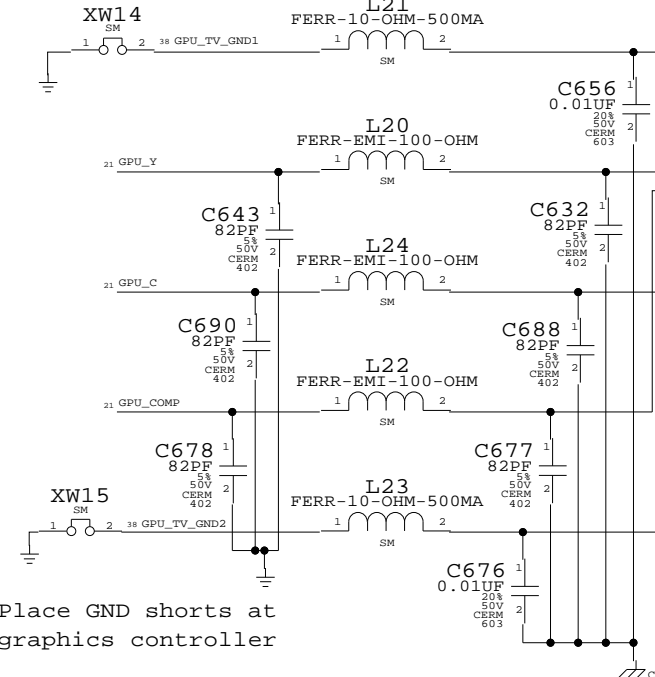 L21
FERR-10-OHM-500MA
XW14
SM
1 2 38 GPU_TV_GND1
1 2
SM
C656
0.01UF
20%
50V
CERM
603
1
2
L20
FERR-EMI-100-OHM
21 GPU_Y
1 2
SM
C643
82PF
5%
50V
CERM
402
1
2
C632
82PF
5%
50V
CERM
402
1
2
L24
FERR-EMI-100-OHM
21 GPU_C
1 2
SM
C690
82PF
5%
50V
CERM
402
1
2
C688
82PF
5%
50V
CERM
402
1
2
L22
FERR-EMI-100-OHM
21 GPU_COMP
1 2
SM
C678
82PF
5%
50V
CERM
402
1
2
C677
82PF
5%
50V
CERM
402
1
2
XW15
SM
1 2 38 GPU_TV_GND2
L23
FERR-10-OHM-500MA
1 2
SM
C676
0.01UF
20%
50V
CERM
603
1
2
Place GND shorts at
graphics controller